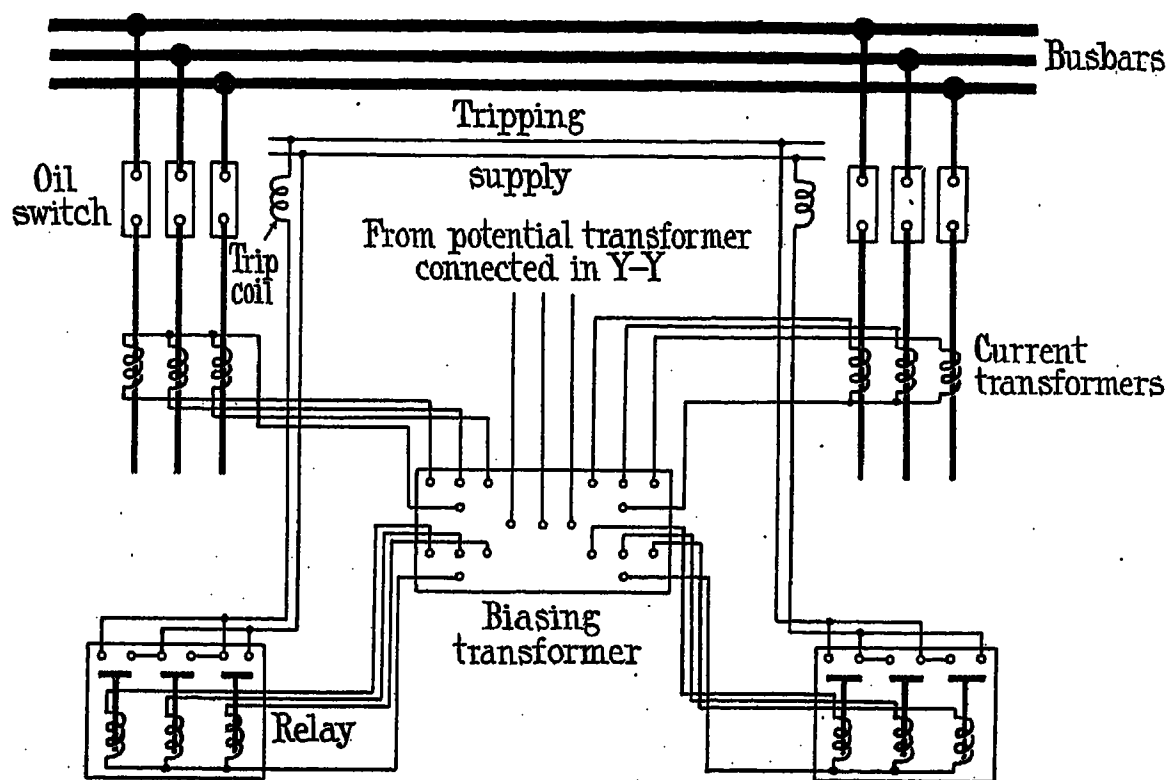 Busbars
Tripping
supply
Oil
switch
From potential transformer
connected in Y-Y
Trip
coil
Current
transformers
Biasing
transformer
Relay